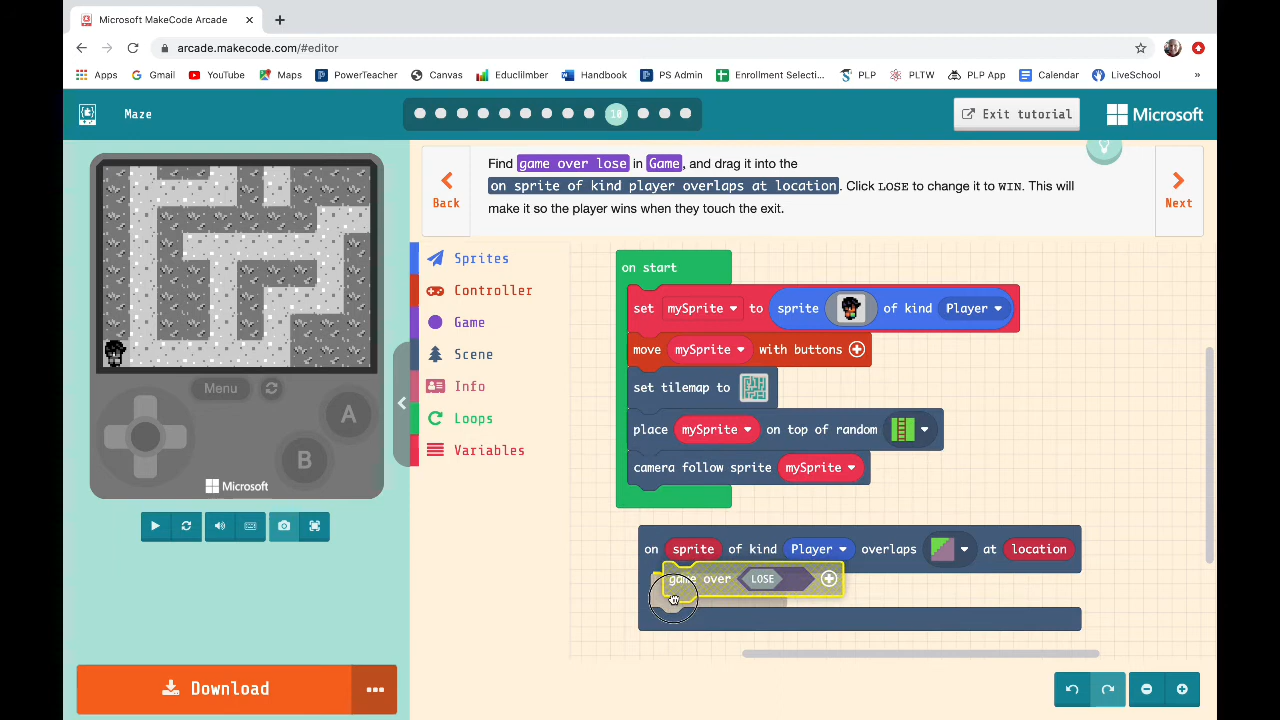 Microsoft MakeCode Arcade
arcade.makecode.com/#editor
Apps Gmail YouTube Maps PowerTeacher Canvas Educlimber Handbook PS Admin Enrollment Selecti... PLP PLTW PLP App Calendar LiveSchool »
Maze 10 Exit tutorial Microsoft
Find game over lose in Game, and drag it into the
on sprite of kind player overlaps at location. Click LOSE to change it to WIN. This will
make it so the player wins when they touch the exit.
Back
Next
Menu
A
B
Microsoft
Download
Sprites
Controller
Game
Scene
Info
Loops
Variables
on start
set mySprite to sprite of kind Player
move mySprite with buttons
set tilemap to
place mySprite on top of random
camera follow sprite mySprite
on sprite of kind Player overlaps at location
game over LOSE